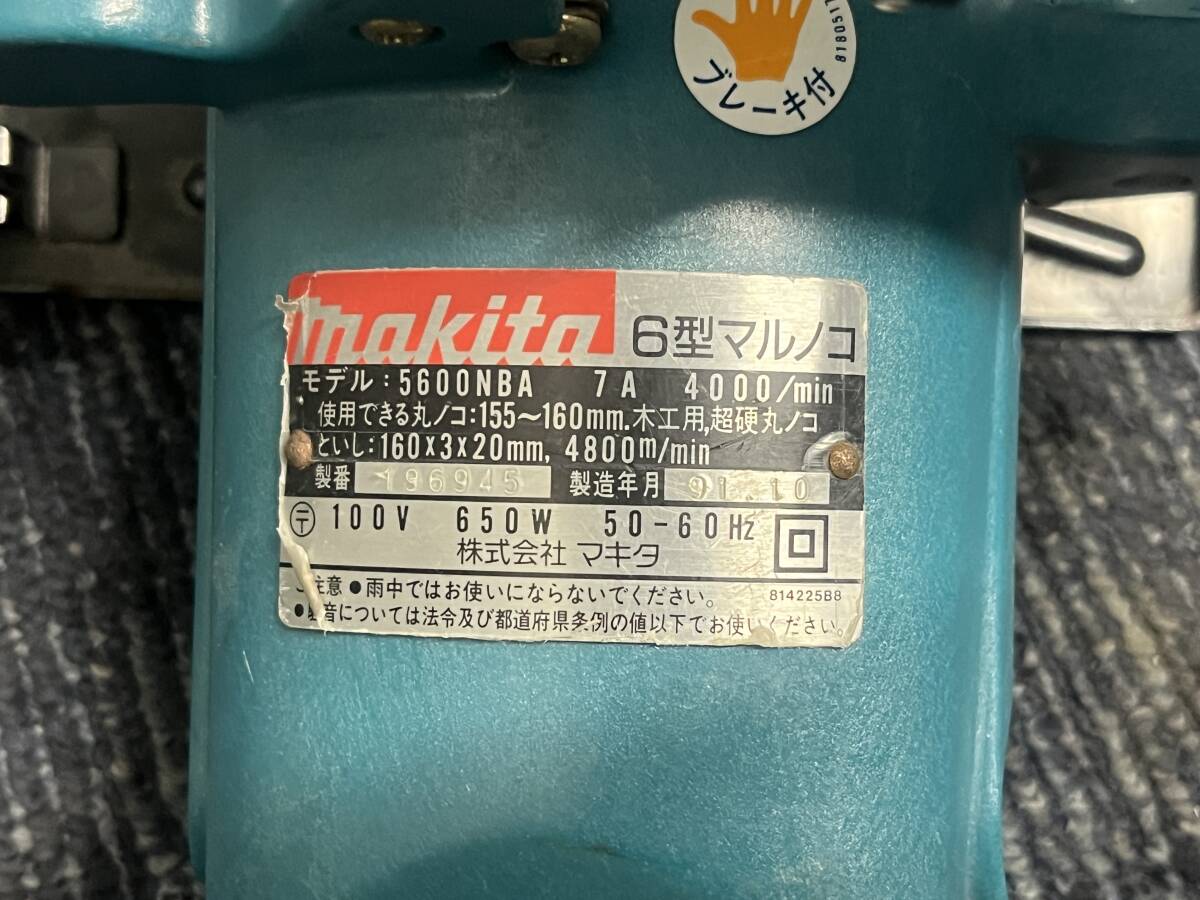 8180517
ブレーキ付
makita 6型マルノコ
モデル:5600NBA 7A 4000/min
使用できる丸ノコ:155~160mm.木工用,超硬丸ノコ
といし:160x3x20mm, 4800m/min
製番 196945 製造年月 91.10
〒 100V 650W 50-60Hz
株式会社 マキタ
ご注意 ●雨中ではお使いにならないでください。 814225B8
●騒音については法令及び都道府県条例の値以下でお使いください。